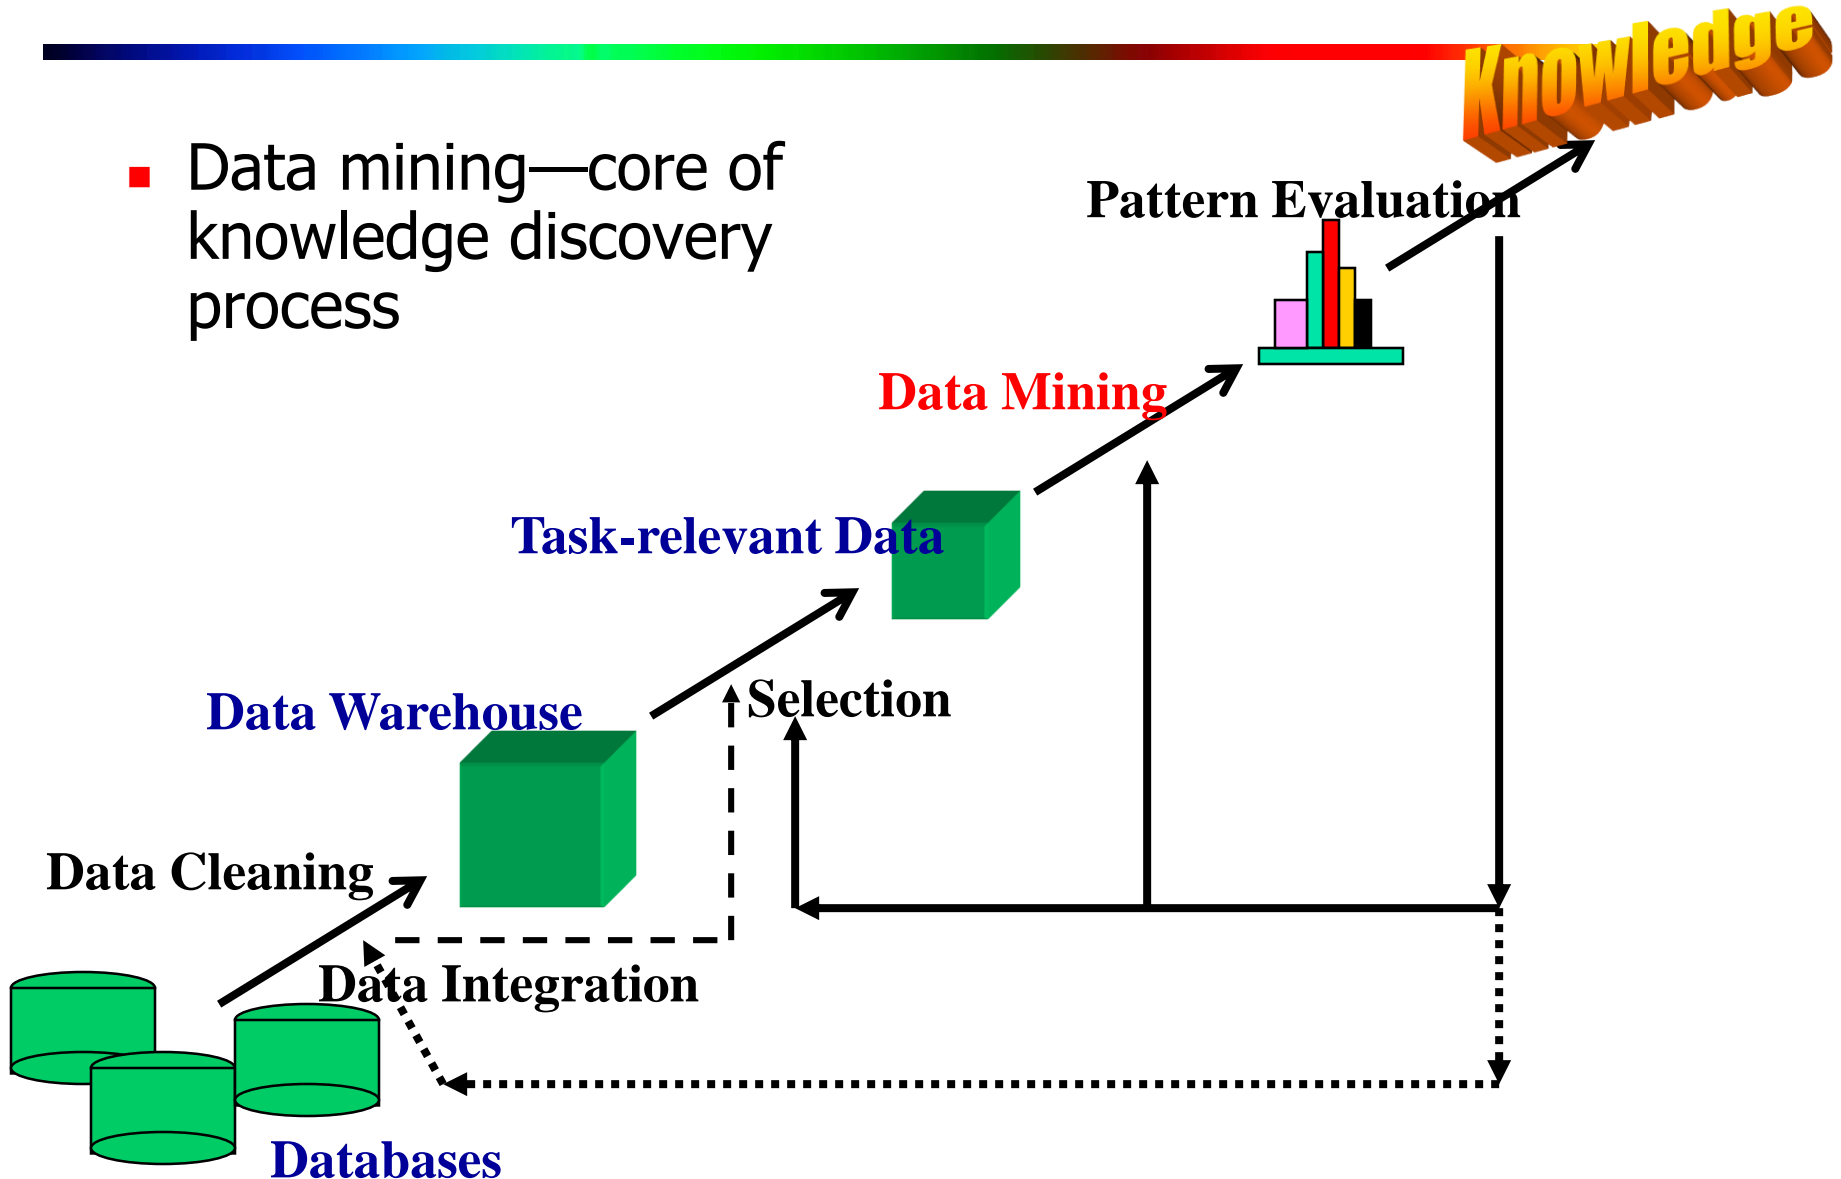 Knowledge
Data mining—core of
knowledge discovery
process
Pattern Evaluation
Data Mining
Task-relevant Data
Selection
Data Warehouse
Data Cleaning
Data Integration
Databases